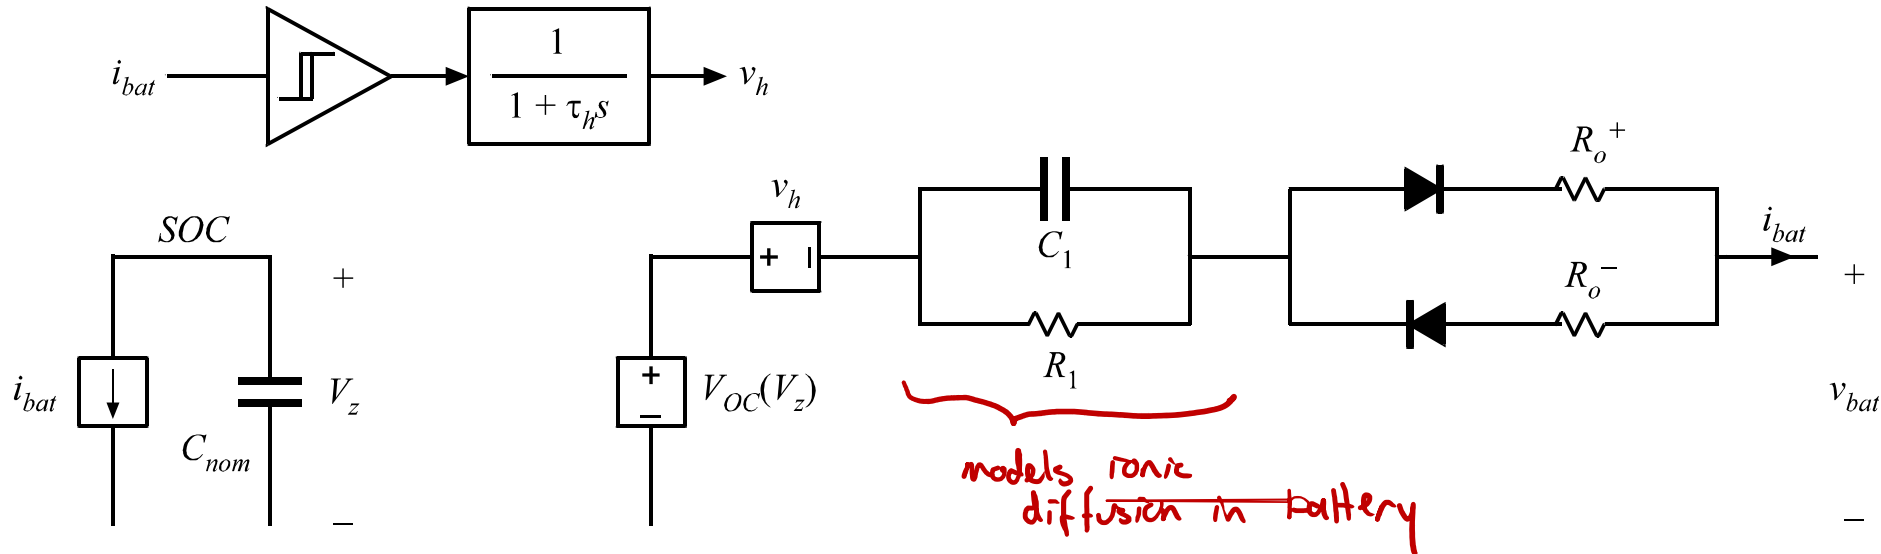 i_bat
1
1 + τ_h s
v_h
R_o^+
v_h
SOC
C_1
i_bat
+
+ −
+
R_o^−
i_bat
V_z
+
−
V_OC(V_z)
R_1
v_bat
C_nom
models ionic
diffusion in battery
−
−